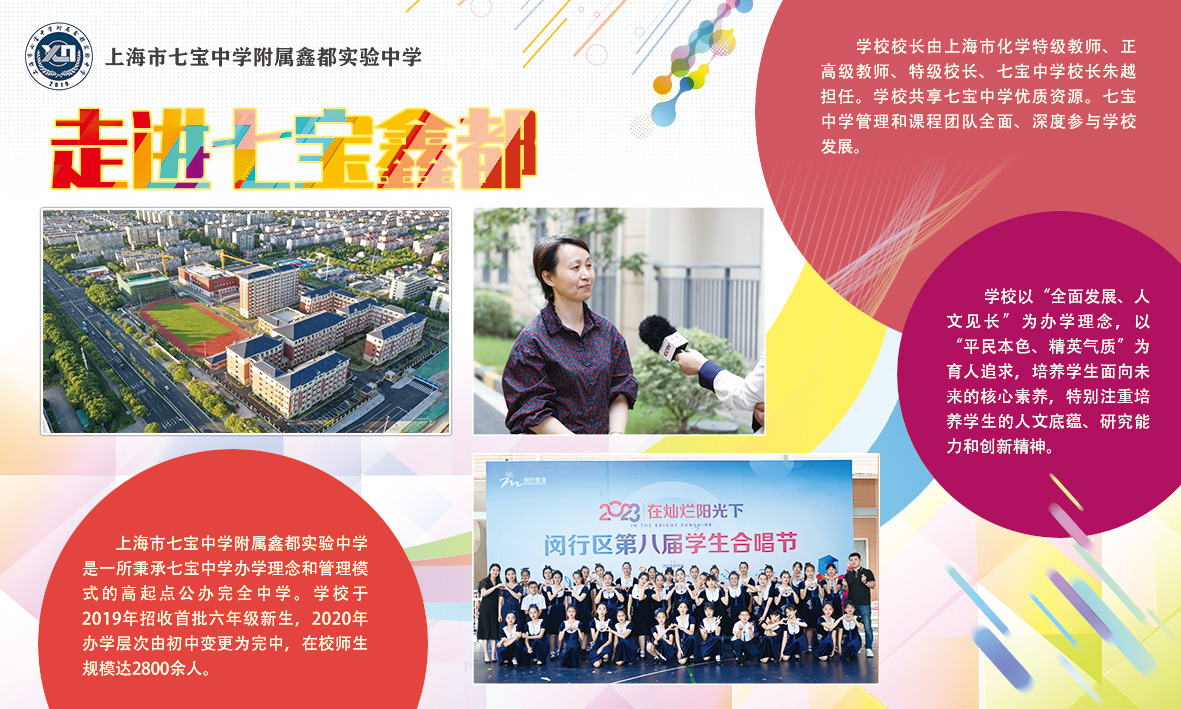 上海市七宝中学附属鑫都实验中学
走进七宝鑫都
学校校长由上海市化学特级教师、正
高级教师、特级校长、七宝中学校长朱越
担任。学校共享七宝中学优质资源。七宝
中学管理和课程团队全面、深度参与学校
发展。
学校以“全面发展、人
文见长”为办学理念，以
“平民本色、精英气质”为
育人追求，培养学生面向未
来的核心素养，特别注重培
养学生的人文底蕴、研究能
力和创新精神。
闵行教育
2023在灿烂阳光下
IN THE BRIGHT SUNSHINE
闵行区第八届学生合唱节
上海市七宝中学附属鑫都实验中学
是一所秉承七宝中学办学理念和管理模
式的高起点公办完全中学。学校于
2019年招收首批六年级新生，2020年
办学层次由初中变更为完中，在校师生
规模达2800余人。